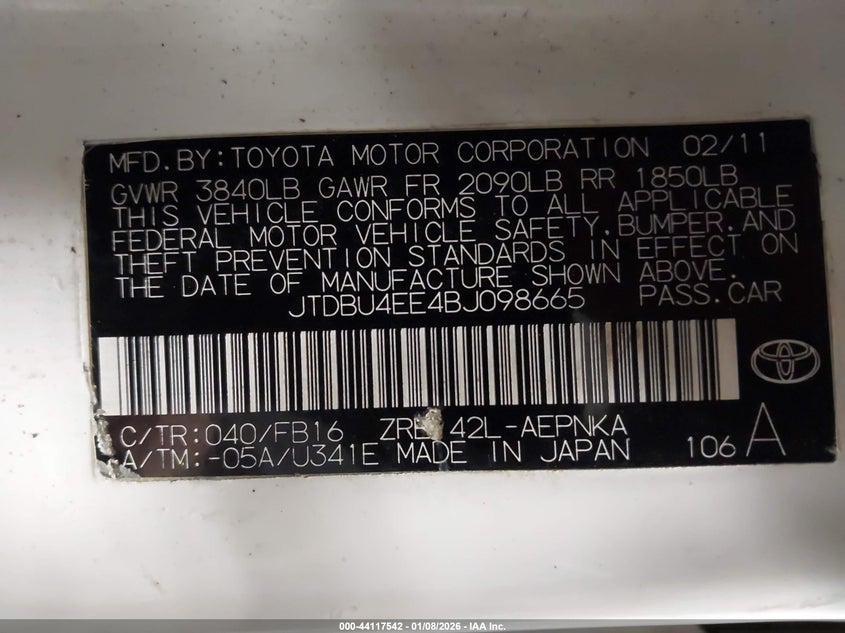 MFD.BY:TOYOTA MOTOR CORPORATION 02/11
GVWR 3840LB GAWR FR 2090LB RR 1850LB
THIS VEHICLE CONFORMS TO ALL APPLICABLE
FEDERAL MOTOR VEHICLE SAFETY,BUMPER,AND
THEFT PREVENTION STANDARDS IN EFFECT ON
THE DATE OF MANUFACTURE SHOWN ABOVE.
JTDBU4EE4BJ098665 PASS.CAR
C/TR:040/FB16 42L-AEPNKA
A/TM:-05A/U341E MADE IN JAPAN 106 A
000-44117542 - 01/08/2026 - IAA Inc.